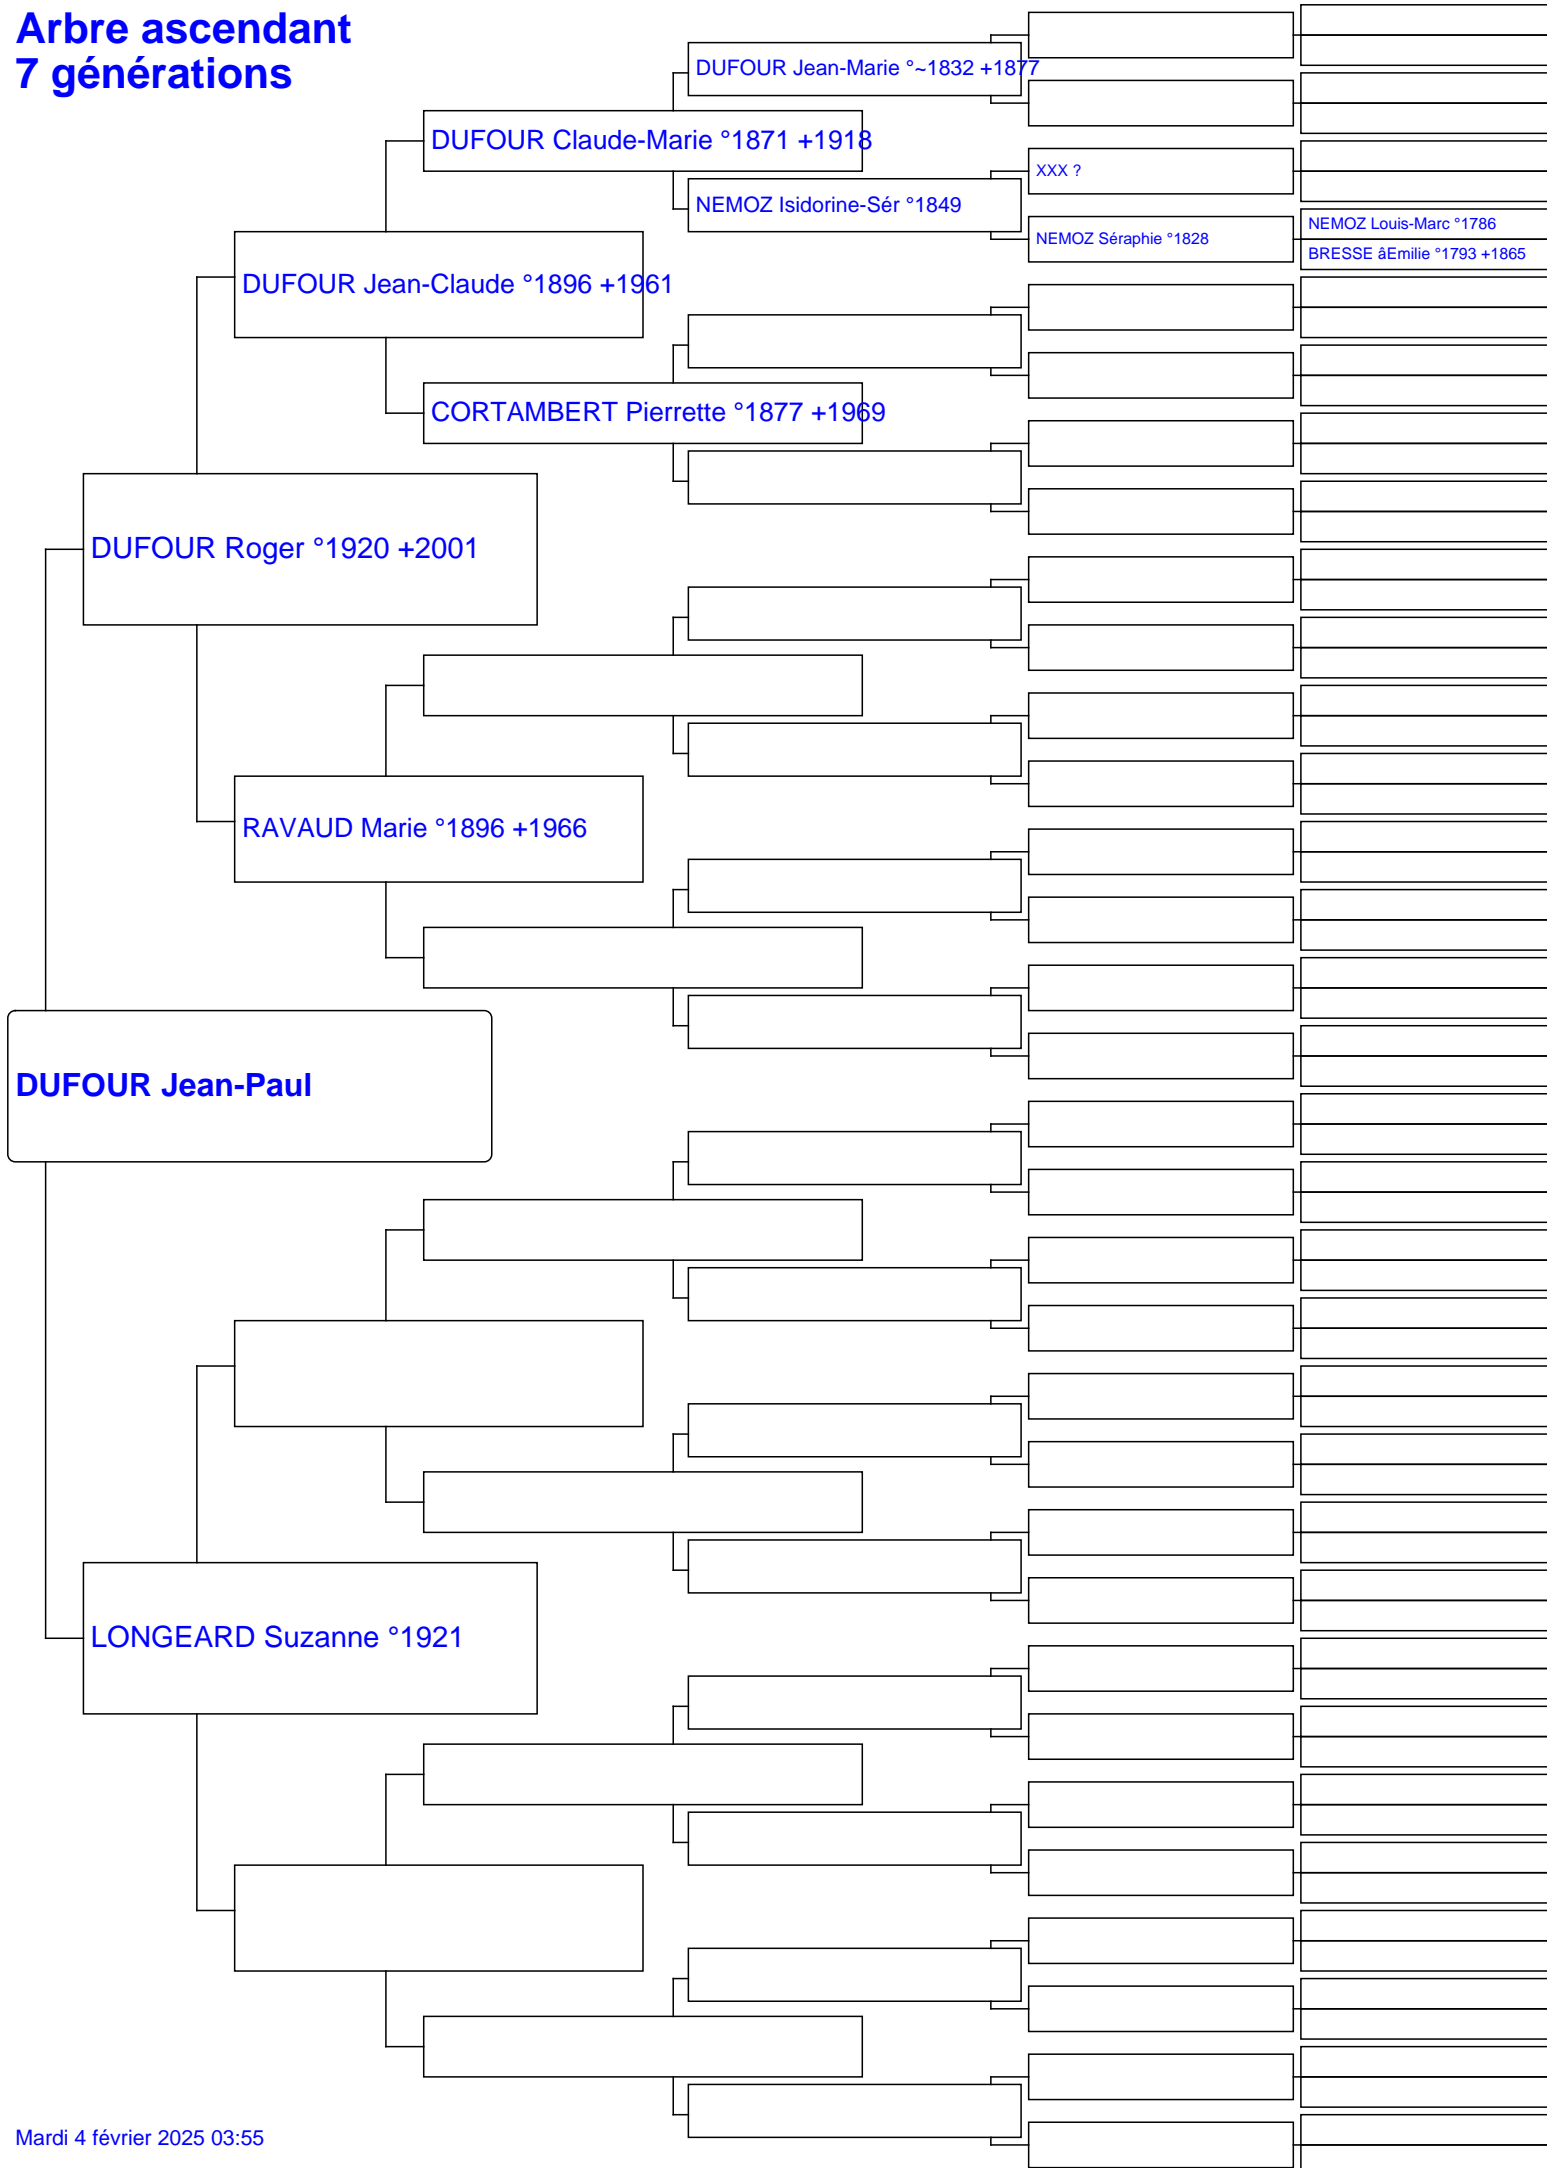 Arbre ascendant
7 générations
DUFOUR Jean-Marie °~1832 +1877
DUFOUR Claude-Marie °1871 +1918
XXX ?
NEMOZ Isidorine-Sér °1849
NEMOZ Louis-Marc °1786
NEMOZ Séraphie °1828
BRESSE âEmilie °1793 +1865
DUFOUR Jean-Claude °1896 +1961
CORTAMBERT Pierrette °1877 +1969
DUFOUR Roger °1920 +2001
RAVAUD Marie °1896 +1966
DUFOUR Jean-Paul
LONGEARD Suzanne °1921
Mardi 4 février 2025 03:55